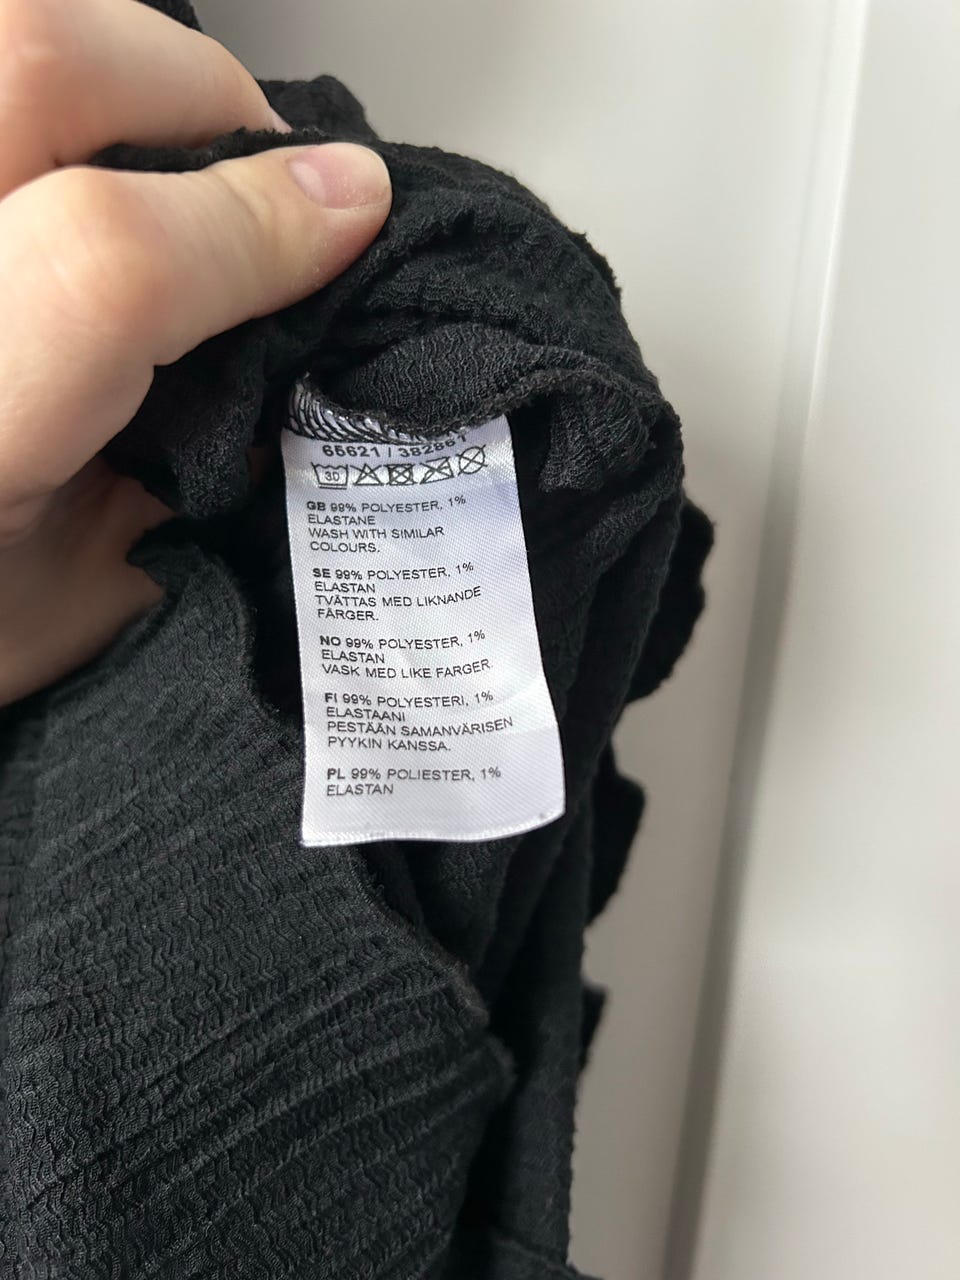 65621 / 382861
30
GB 99% POLYESTER, 1%
ELASTANE
WASH WITH SIMILAR
COLOURS.
SE 99% POLYESTER, 1%
ELASTAN
TVÄTTAS MED LIKNANDE
FÄRGER.
NO 99% POLYESTER, 1%
ELASTAN
VASK MED LIKE FARGER.
FI 99% POLYESTERI, 1%
ELASTAANI
PESTÄÄN SAMANVÄRISEN
PYYKIN KANSSA.
PL 99% POLIESTER, 1%
ELASTAN